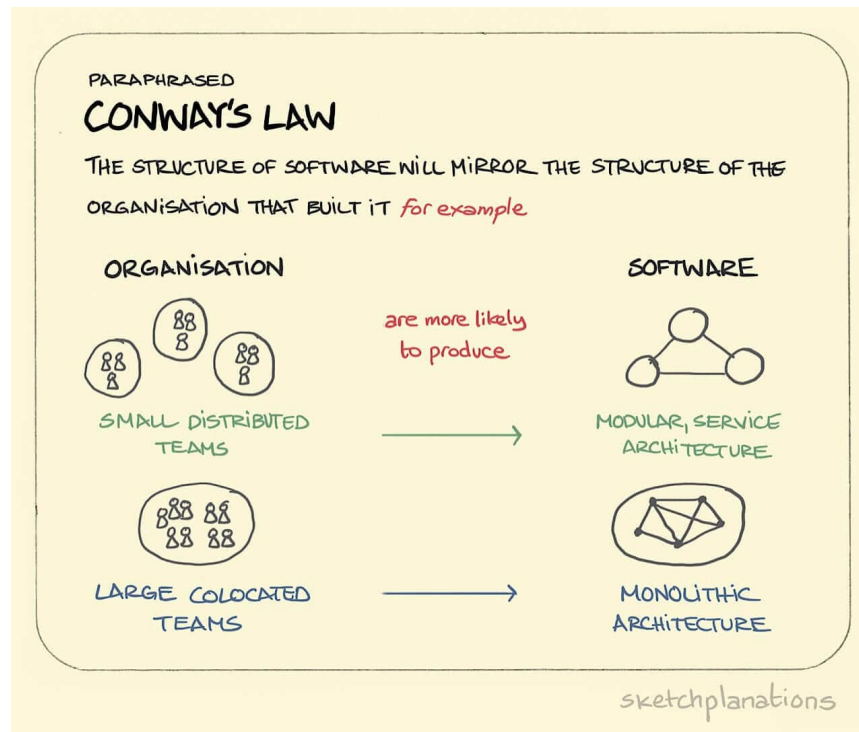 PARAPHRASED
CONWAY'S LAW
THE STRUCTURE OF SOFTWARE WILL MIRROR THE STRUCTURE OF THE
ORGANISATION THAT BUILT IT for example
ORGANISATION
SOFTWARE
are more likely
to produce
SMALL DISTRIBUTED
TEAMS
MODULAR, SERVICE
ARCHITECTURE
LARGE COLOCATED
TEAMS
MONOLITHIC
ARCHITECTURE
sketchplanations